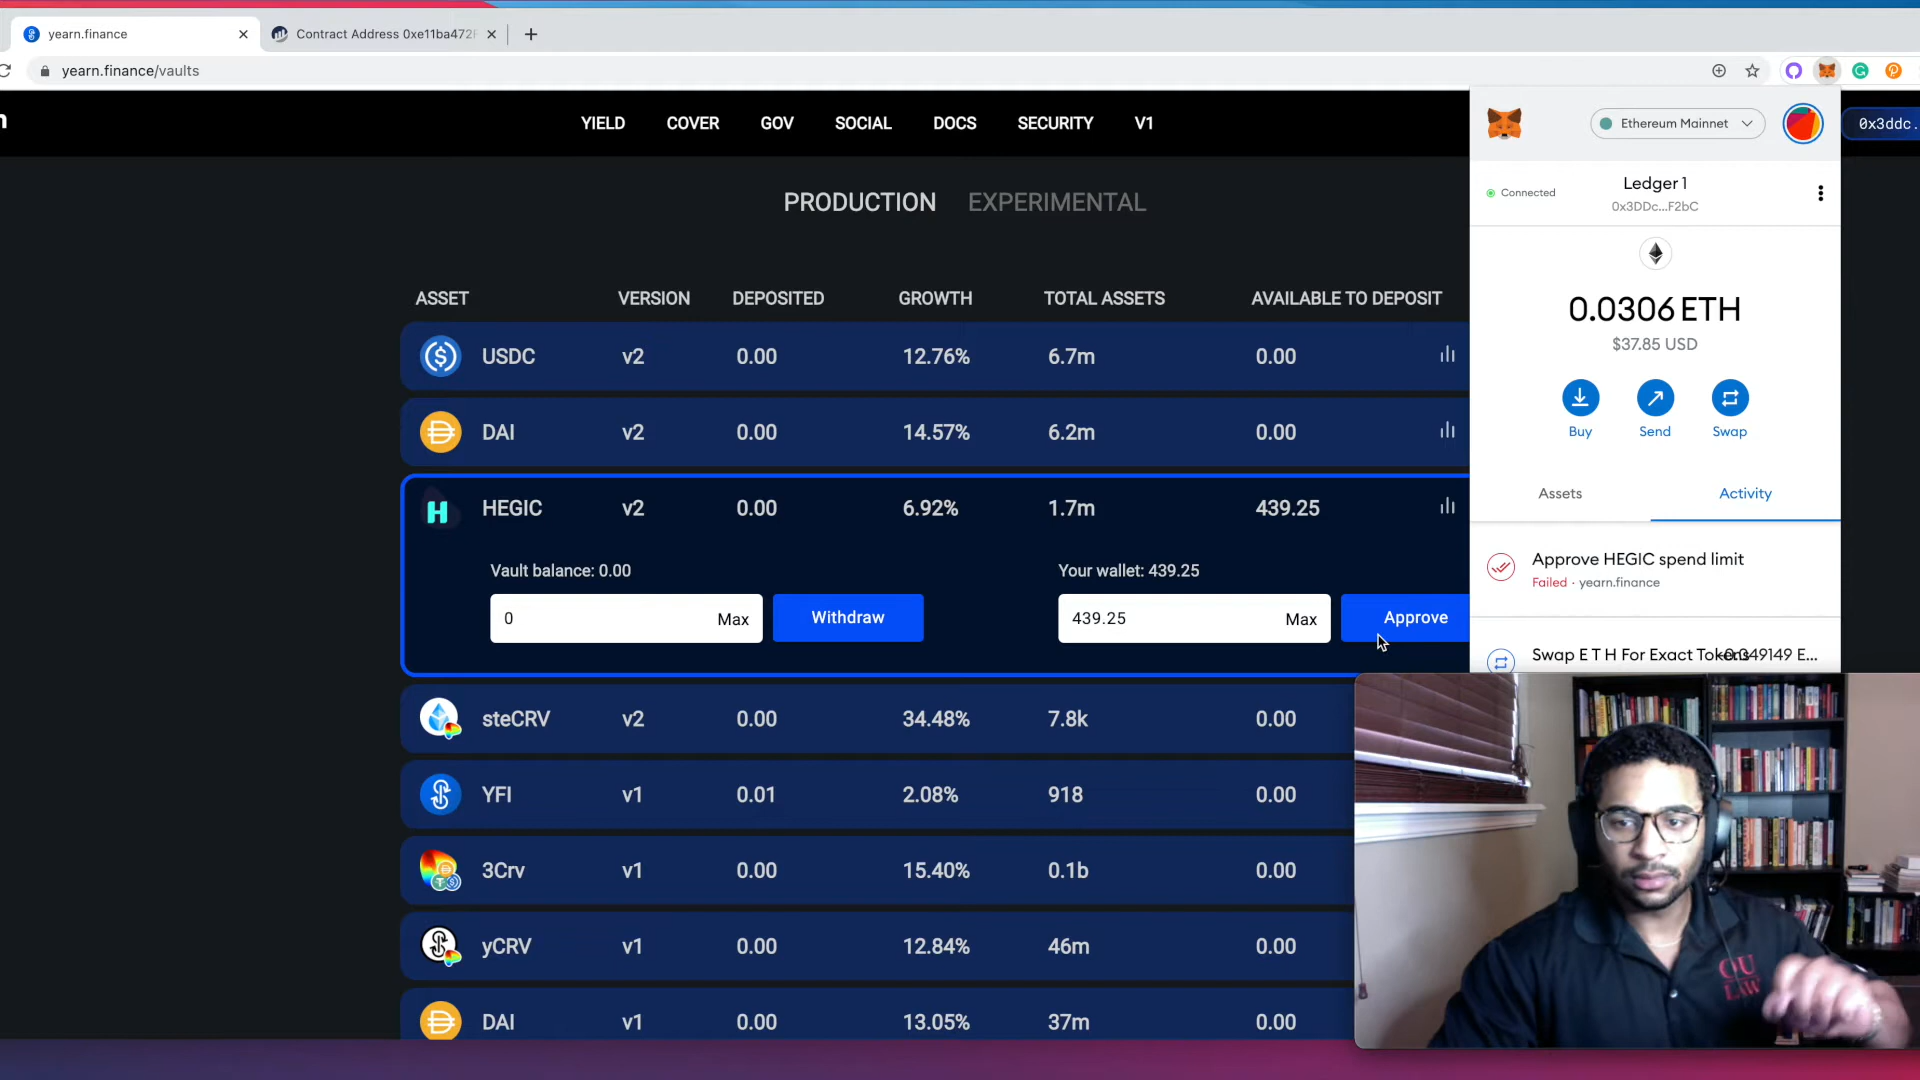 yearn.finance
Contract Address 0xe11ba472
yearn.finance/vaults
YIELD COVER GOV SOCIAL DOCS SECURITY V1
Ethereum Mainnet
0x3ddc.
Connected
Ledger 1
0x3DDc...F2bC
PRODUCTION EXPERIMENTAL
0.0306 ETH
$37.85 USD
Buy Send Swap
Assets Activity
Approve HEGIC spend limit
Failed · yearn.finance
Swap E T H For Exact Tokens
ASSET VERSION DEPOSITED GROWTH TOTAL ASSETS AVAILABLE TO DEPOSIT
USDC v2 0.00 12.76% 6.7m 0.00
DAI v2 0.00 14.57% 6.2m 0.00
H HEGIC v2 0.00 6.92% 1.7m 439.25
Vault balance: 0.00 Your wallet: 439.25
0 Max Withdraw 439.25 Max Approve
steCRV v2 0.00 34.48% 7.8k 0.00
YFI v1 0.01 2.08% 918 0.00
3Crv v1 0.00 15.40% 0.1b 0.00
yCRV v1 0.00 12.84% 46m 0.00
DAI v1 0.00 13.05% 37m 0.00
OU
LAW